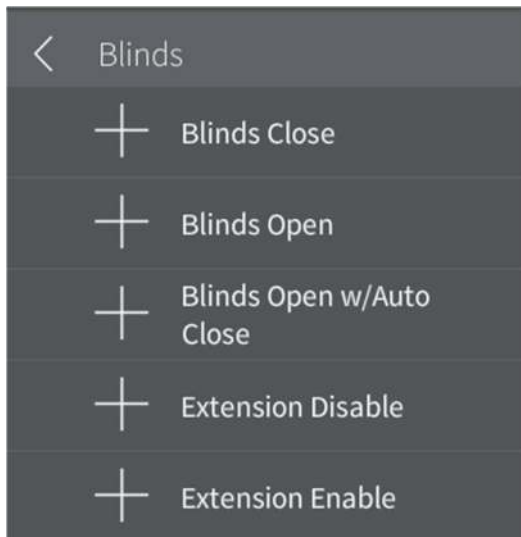 Blinds
Blinds Close
Blinds Open
Blinds Open w/Auto
Close
Extension Disable
Extension Enable